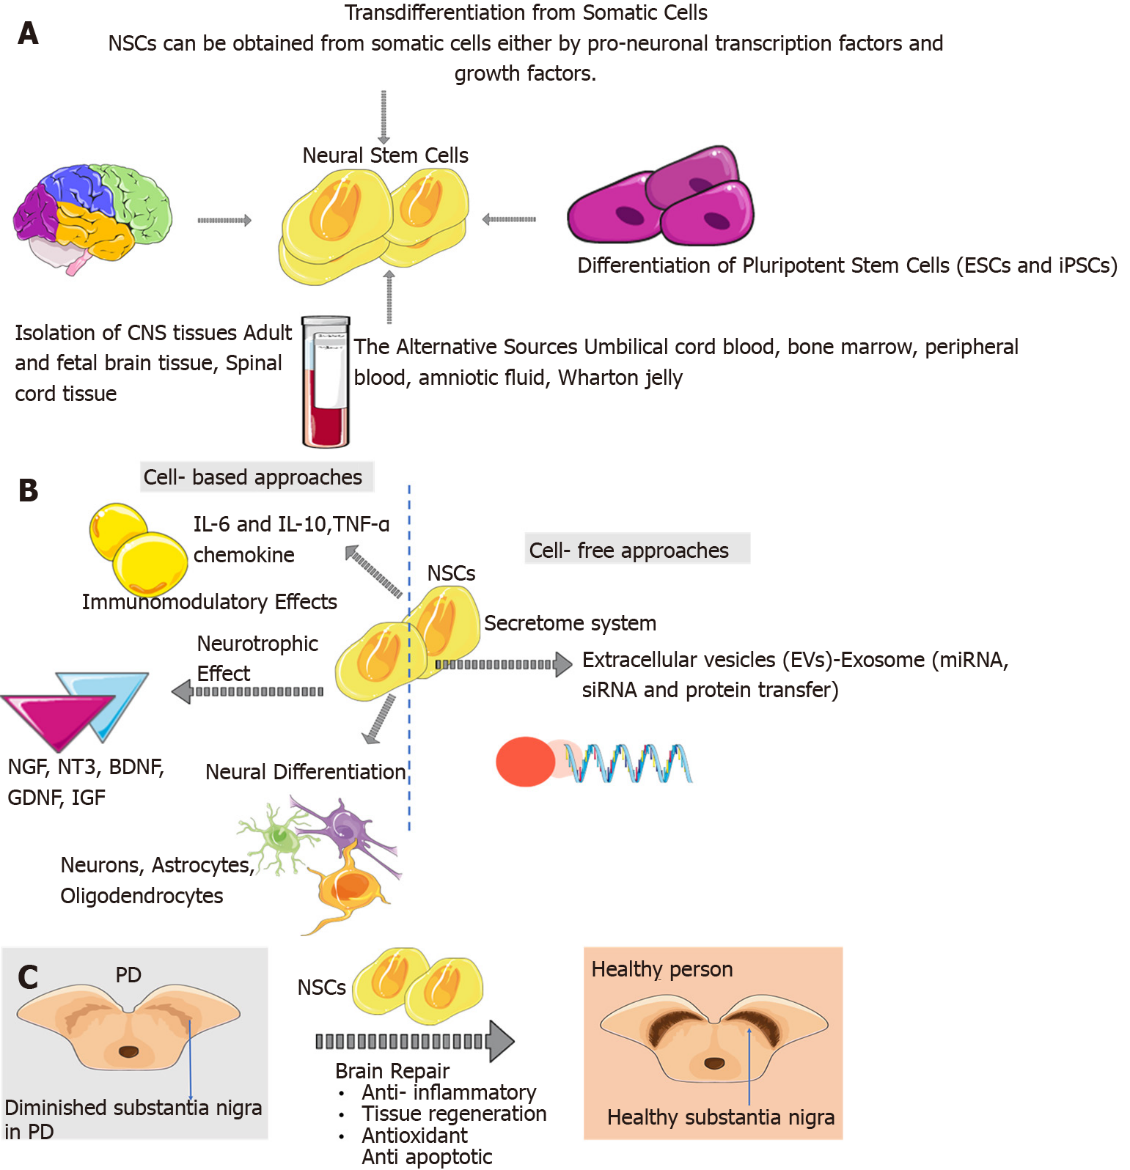 A
Transdifferentiation from Somatic Cells
NSCs can be obtained from somatic cells either by pro-neuronal transcription factors and
growth factors.
Neural Stem Cells
Differentiation of Pluripotent Stem Cells (ESCs and iPSCs)
Isolation of CNS tissues Adult
and fetal brain tissue, Spinal
cord tissue
The Alternative Sources Umbilical cord blood, bone marrow, peripheral
blood, amniotic fluid, Wharton jelly
B
Cell- based approaches
IL-6 and IL-10,TNF-α
chemokine
Immunomodulatory Effects
Cell- free approaches
NSCs
Secretome system
Extracellular vesicles (EVs)-Exosome (miRNA,
siRNA and protein transfer)
Neurotrophic
Effect
NGF, NT3, BDNF,
GDNF, IGF
Neural Differentiation
Neurons, Astrocytes,
Oligodendrocytes
C
PD
Diminished substantia nigra
in PD
NSCs
Brain Repair
• Anti- inflammatory
• Tissue regeneration
• Antioxidant
Anti apoptotic
Healthy person
Healthy substantia nigra